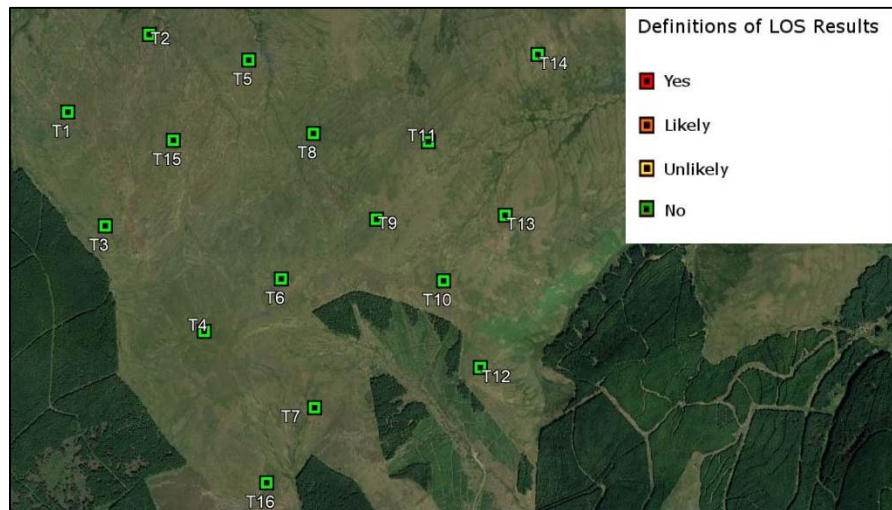 Definitions of LOS Results
Yes
Likely
Unlikely
No
T2
T5
T14
T1
T15
T8
T11
T3
T9
T13
T6
T10
T4
T12
T7
T16